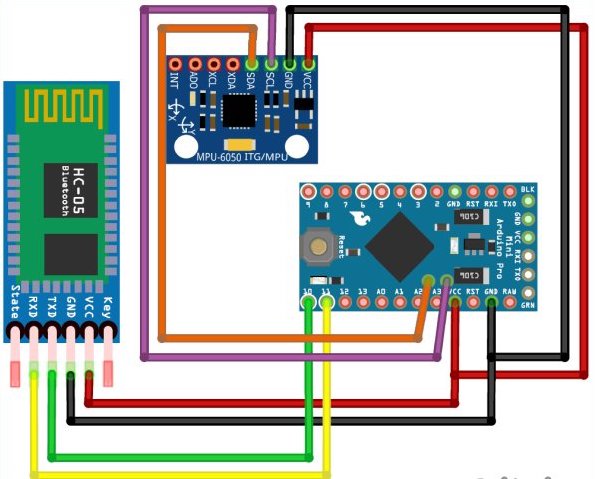 INT
ADO
XCL
XDA
SDA
SCL
GND
VCC
X
Y
MPU-6050 ITG/MPU
HC-05
Bluetooth
State
RXD
TXD
GND
VCC
Key
9 8 7 6 5 4 3 2 GND RST RXI TXO
BLK
GND
VCC
RXI
TXO
GRN
Reset
Arduino Pro
Mini
10 11 12 13 A0 A1 A2 A3 VCC RST GND RAW